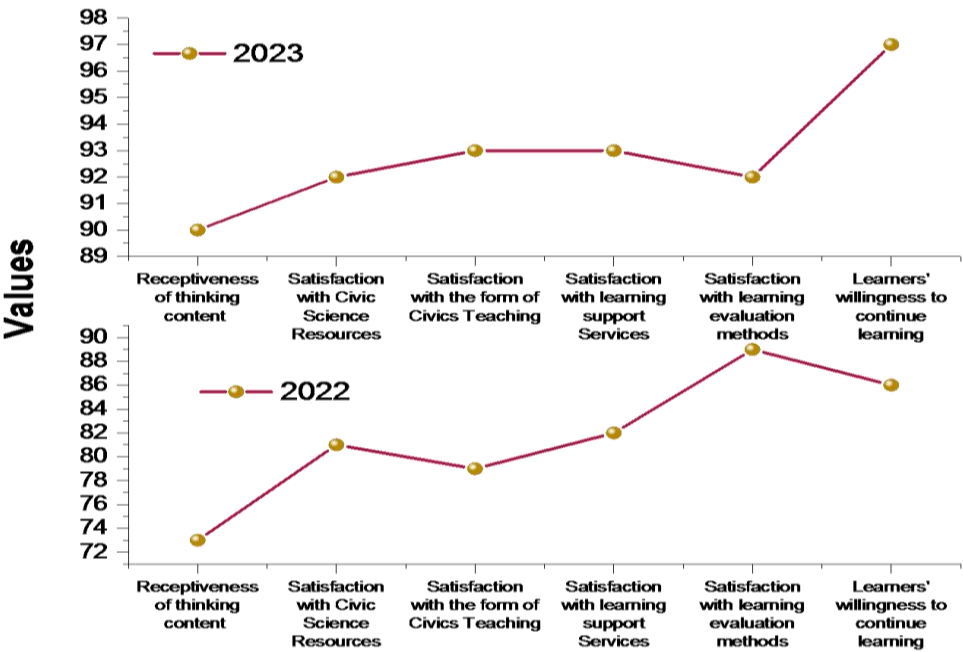 Values
98
97
96
95
94
93
92
91
90
89
2023
Receptiveness
of thinking
content
Satisfaction
with Civic
Science
Resources
Satisfaction
with the form of
Civics Teaching
Satisfaction
with learning
support
Services
Satisfaction
with learning
evaluation
methods
Learners'
willingness to
continue
learning
90
88
86
84
82
80
78
76
74
72
2022
Receptiveness
of thinking
content
Satisfaction
with Civic
Science
Resources
Satisfaction
with the form of
Civics Teaching
Satisfaction
with learning
support
Services
Satisfaction
with learning
evaluation
methods
Learners'
willingness to
continue
learning